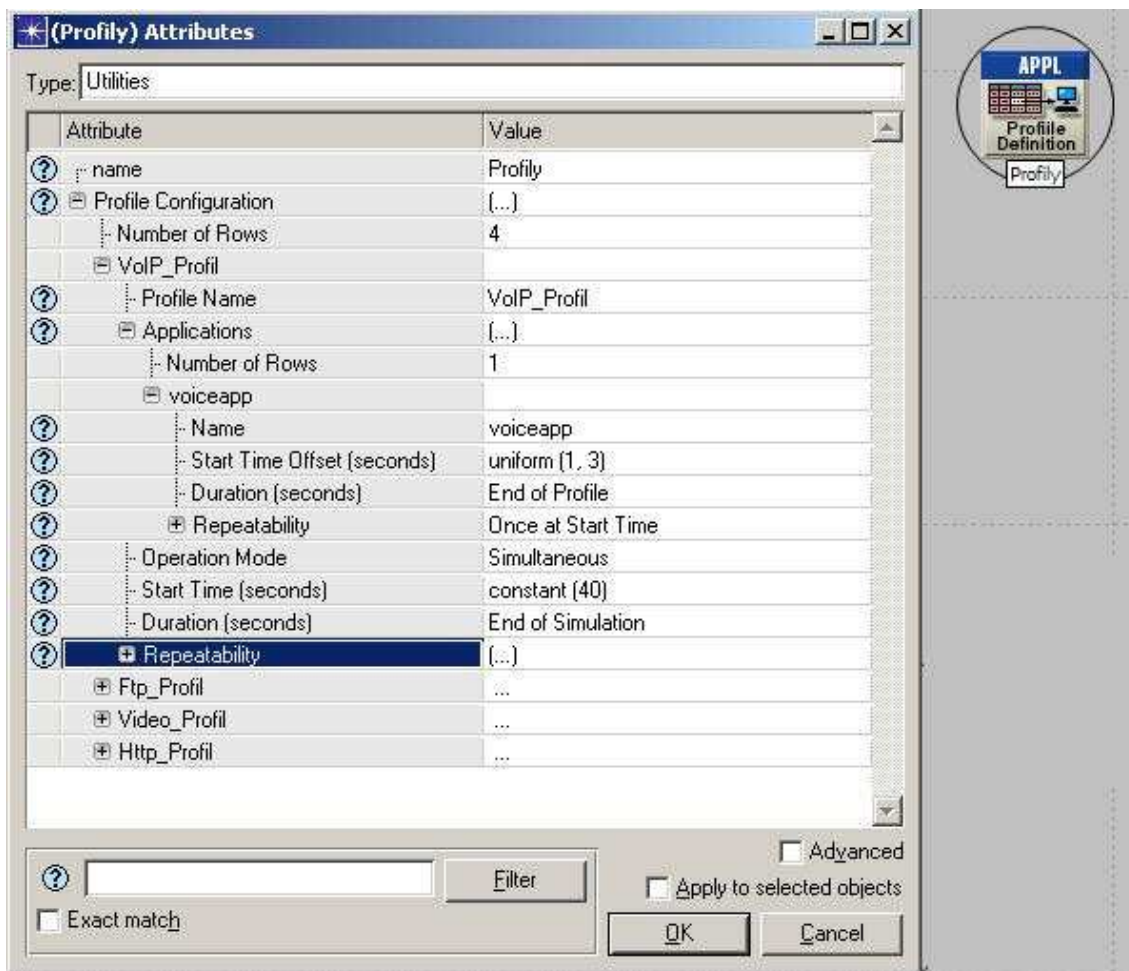 (Profily) Attributes
Type: Utilities
Attribute Value
name Profily
Profile Configuration (...)
Number of Rows 4
VoIP_Profil
Profile Name VoIP_Profil
Applications (...)
Number of Rows 1
voiceapp
Name voiceapp
Start Time Offset (seconds) uniform (1, 3)
Duration (seconds) End of Profile
Repeatability Once at Start Time
Operation Mode Simultaneous
Start Time (seconds) constant (40)
Duration (seconds) End of Simulation
Repeatability (...)
Ftp_Profil ...
Video_Profil ...
Http_Profil ...
Advanced
Filter
Apply to selected objects
Exact match
OK Cancel
APPL
Profiile
Definition
Profily